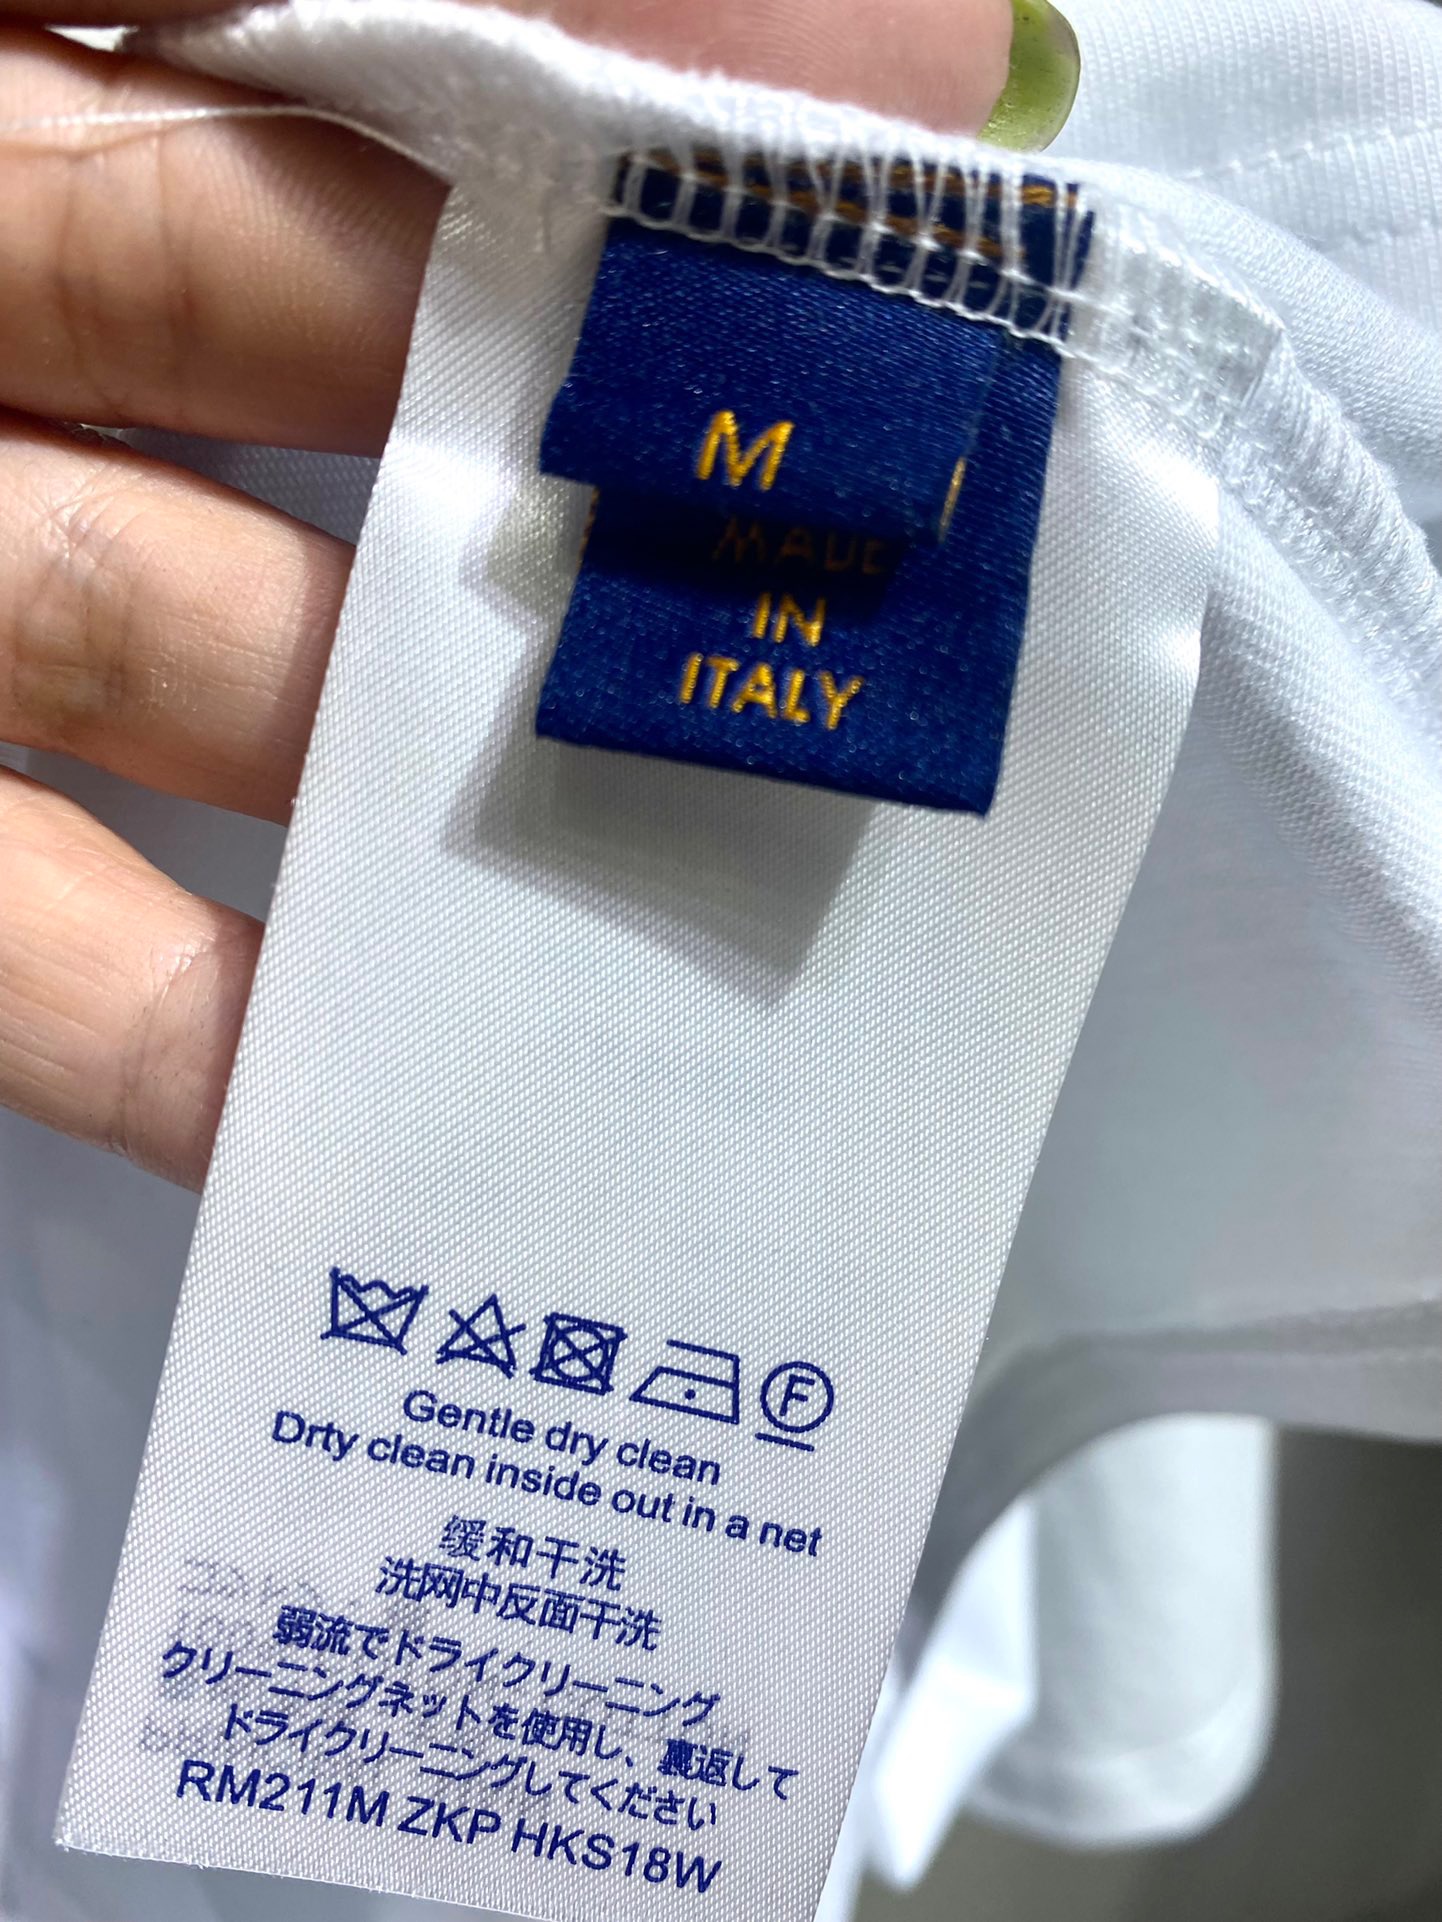 M
MADE
IN
ITALY
F
Gentle dry clean
Drty clean inside out in a net
缓和干洗
洗网中反面干洗
弱流でドライクリーニング
クリーニングネットを使用し、裏返して
ドライクリーニングしてください
RM211M ZKP HKS18W